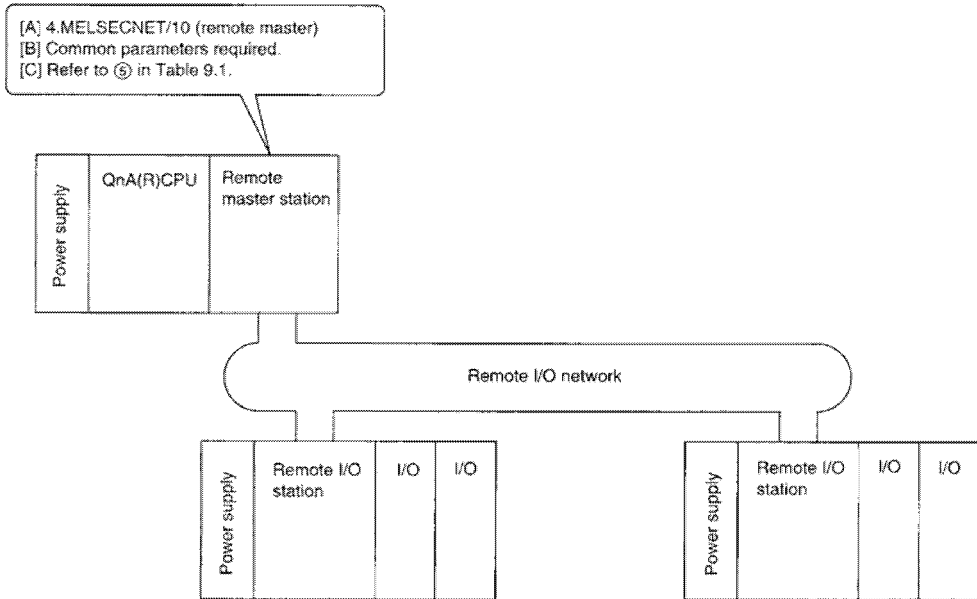 [A] 4.MELSECNET/10 (remote master)
[B] Common parameters required.
[C] Refer to ⑤ in Table 9.1.
Power supply
QnA(R)CPU
Remote
master station
Remote I/O network
Power supply
Remote I/O
station
I/O
I/O
Power supply
Remote I/O
station
I/O
I/O